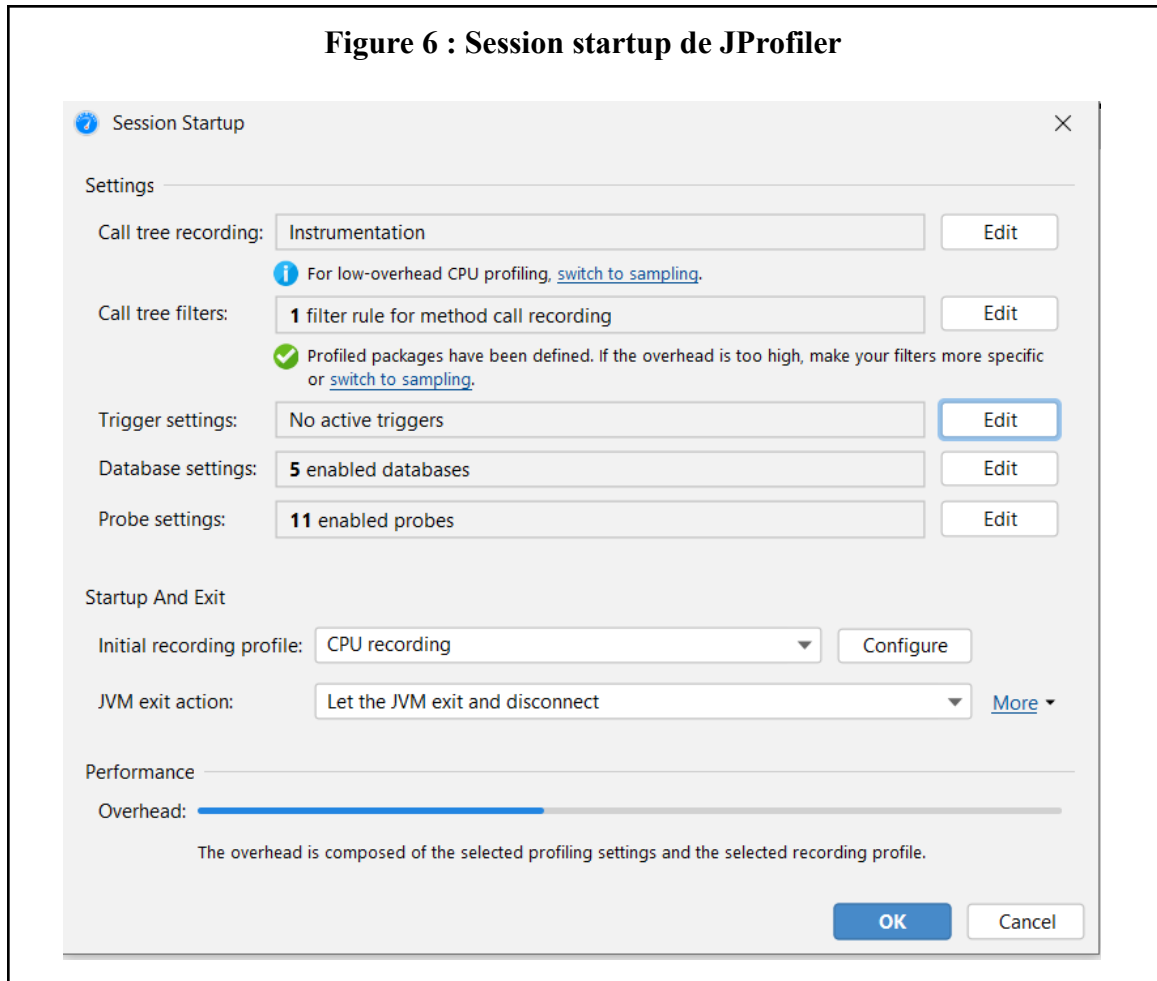 Figure 6 : Session startup de JProfiler
Session Startup
Settings
Call tree recording: Instrumentation Edit
For low-overhead CPU profiling, switch to sampling.
Call tree filters: 1 filter rule for method call recording Edit
Profiled packages have been defined. If the overhead is too high, make your filters more specific
or switch to sampling.
Trigger settings: No active triggers Edit
Database settings: 5 enabled databases Edit
Probe settings: 11 enabled probes Edit
Startup And Exit
Initial recording profile: CPU recording Configure
JVM exit action: Let the JVM exit and disconnect More
Performance
Overhead:
The overhead is composed of the selected profiling settings and the selected recording profile.
OK Cancel